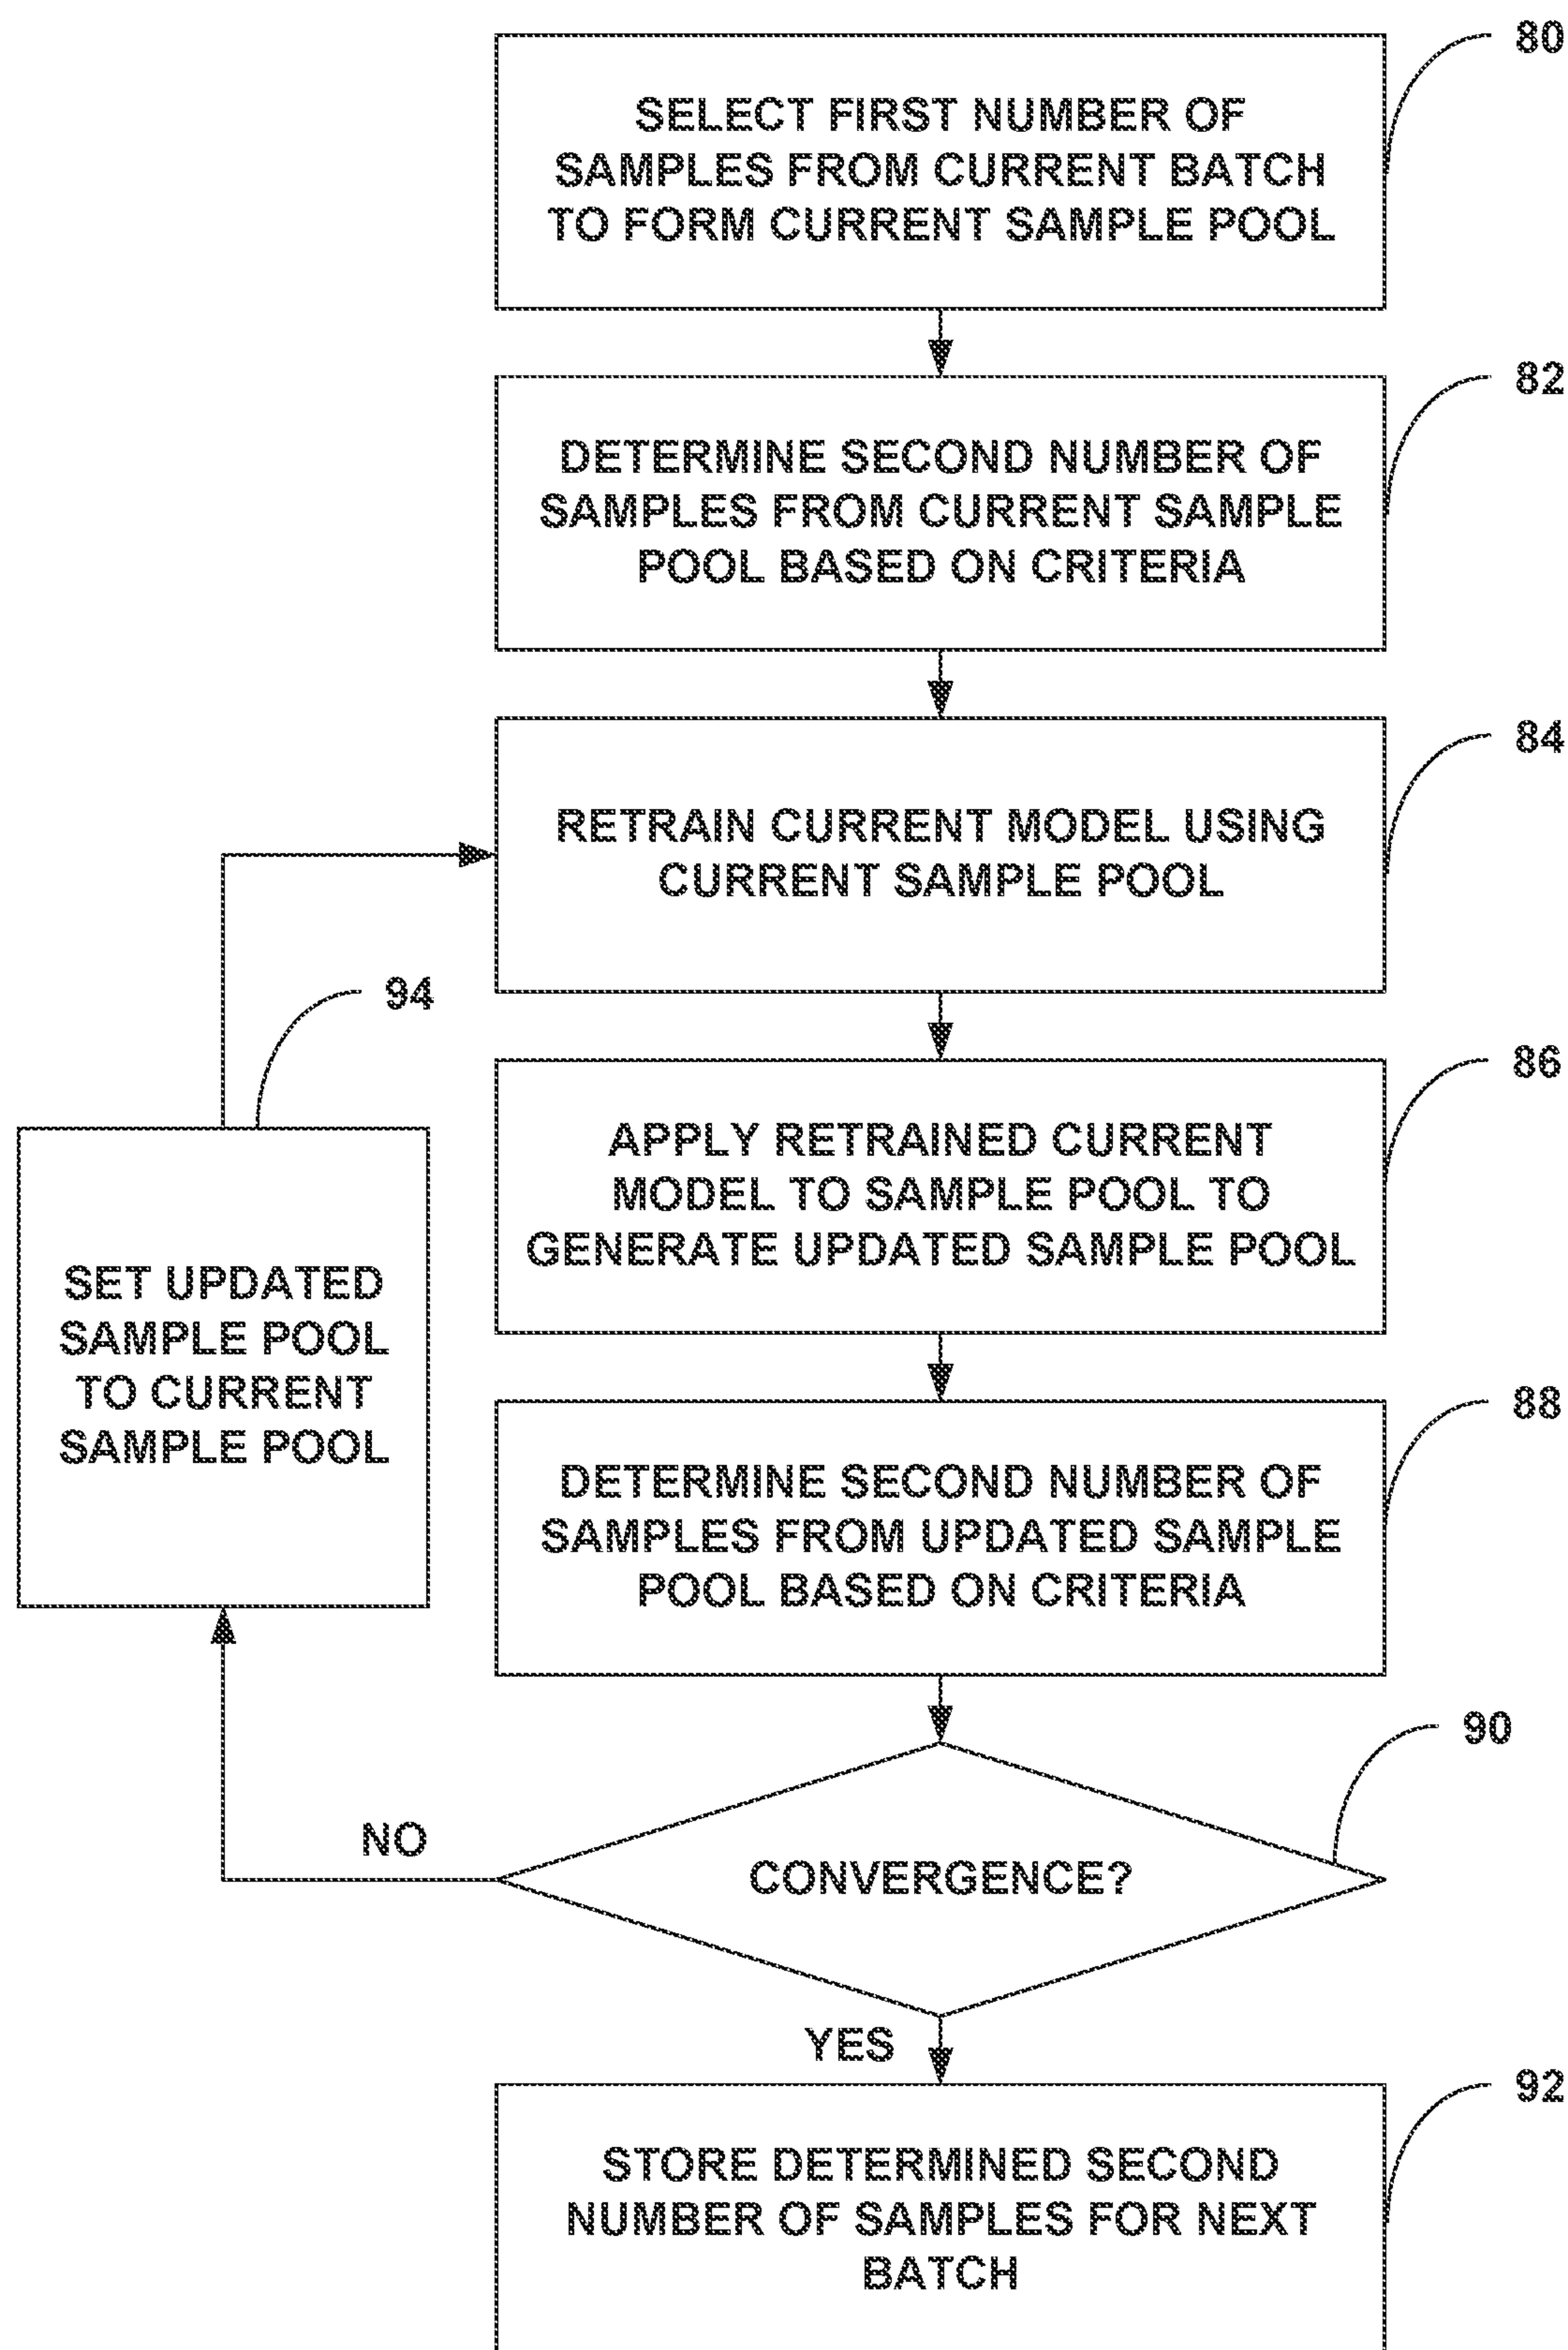 80
SELECT FIRST NUMBER OF
SAMPLES FROM CURRENT BATCH
TO FORM CURRENT SAMPLE POOL
82
DETERMINE SECOND NUMBER OF
SAMPLES FROM CURRENT SAMPLE
POOL BASED ON CRITERIA
84
RETRAIN CURRENT MODEL USING
CURRENT SAMPLE POOL
94
SET UPDATED
SAMPLE POOL
TO CURRENT
SAMPLE POOL
86
APPLY RETRAINED CURRENT
MODEL TO SAMPLE POOL TO
GENERATE UPDATED SAMPLE POOL
88
DETERMINE SECOND NUMBER OF
SAMPLES FROM UPDATED SAMPLE
POOL BASED ON CRITERIA
90
NO
CONVERGENCE?
YES
92
STORE DETERMINED SECOND
NUMBER OF SAMPLES FOR NEXT
BATCH